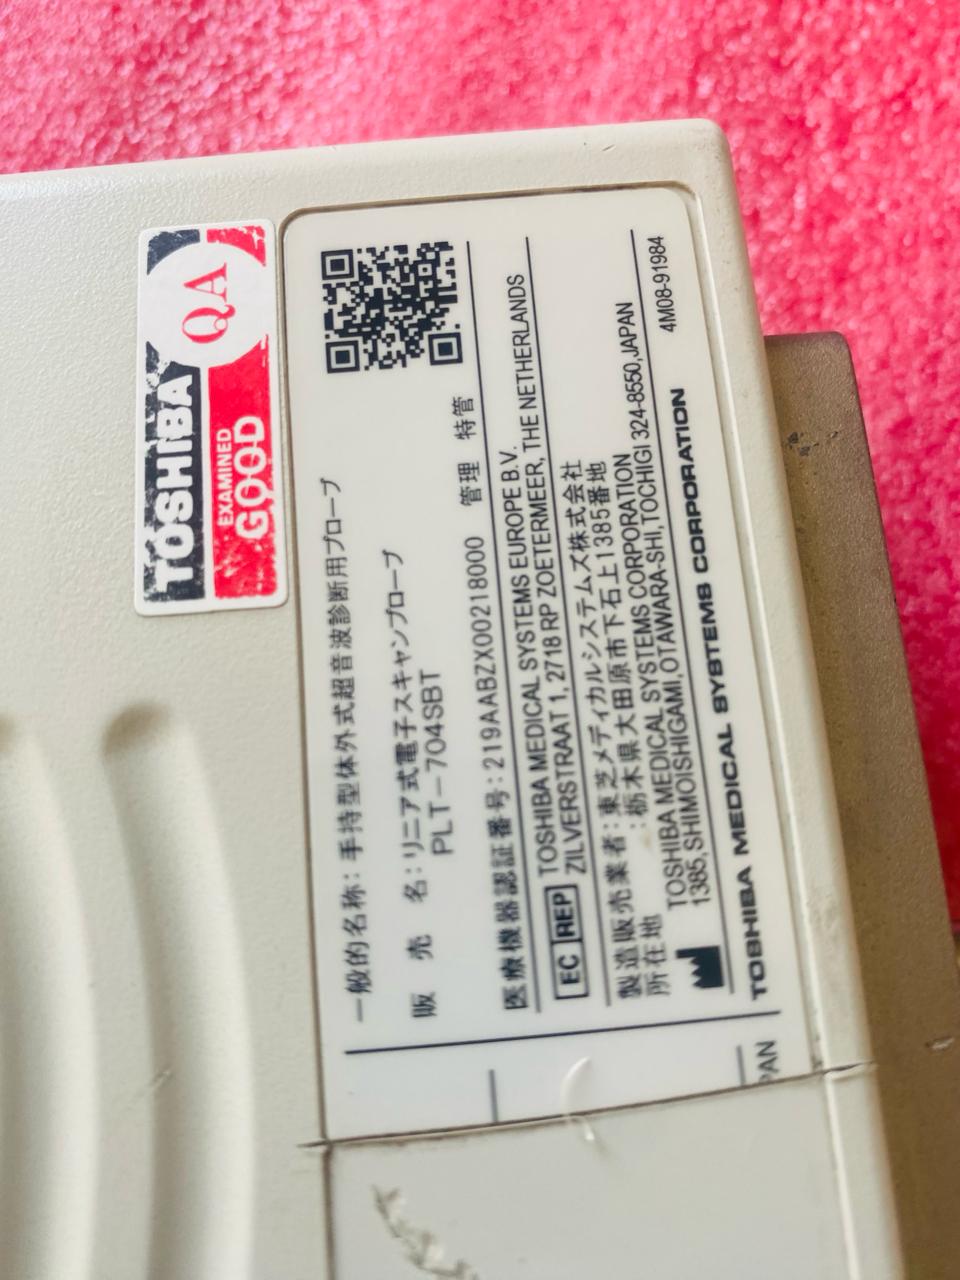 TOSHIBA
QA
EXAMINED
GOOD
一般的名称：手持型体外式超音波診断用プローブ
販 売 名：リニア式電子スキャンプローブ
PLT-704SBT
医療機器認証番号：219AABZX00218000 管理 特管
EC REP TOSHIBA MEDICAL SYSTEMS EUROPE B.V.
ZILVERSTRAAT 1, 2718 RP ZOETERMEER, THE NETHERLANDS
製造販売業者：東芝メディカルシステムズ株式会社
所在地 ：栃木県大田原市下石上1385番地
TOSHIBA MEDICAL SYSTEMS CORPORATION
1385,SHIMOISHIGAMI,OTAWARA-SHI,TOCHIGI 324-8550,JAPAN
TOSHIBA MEDICAL SYSTEMS CORPORATION
4M08-91984
PAN